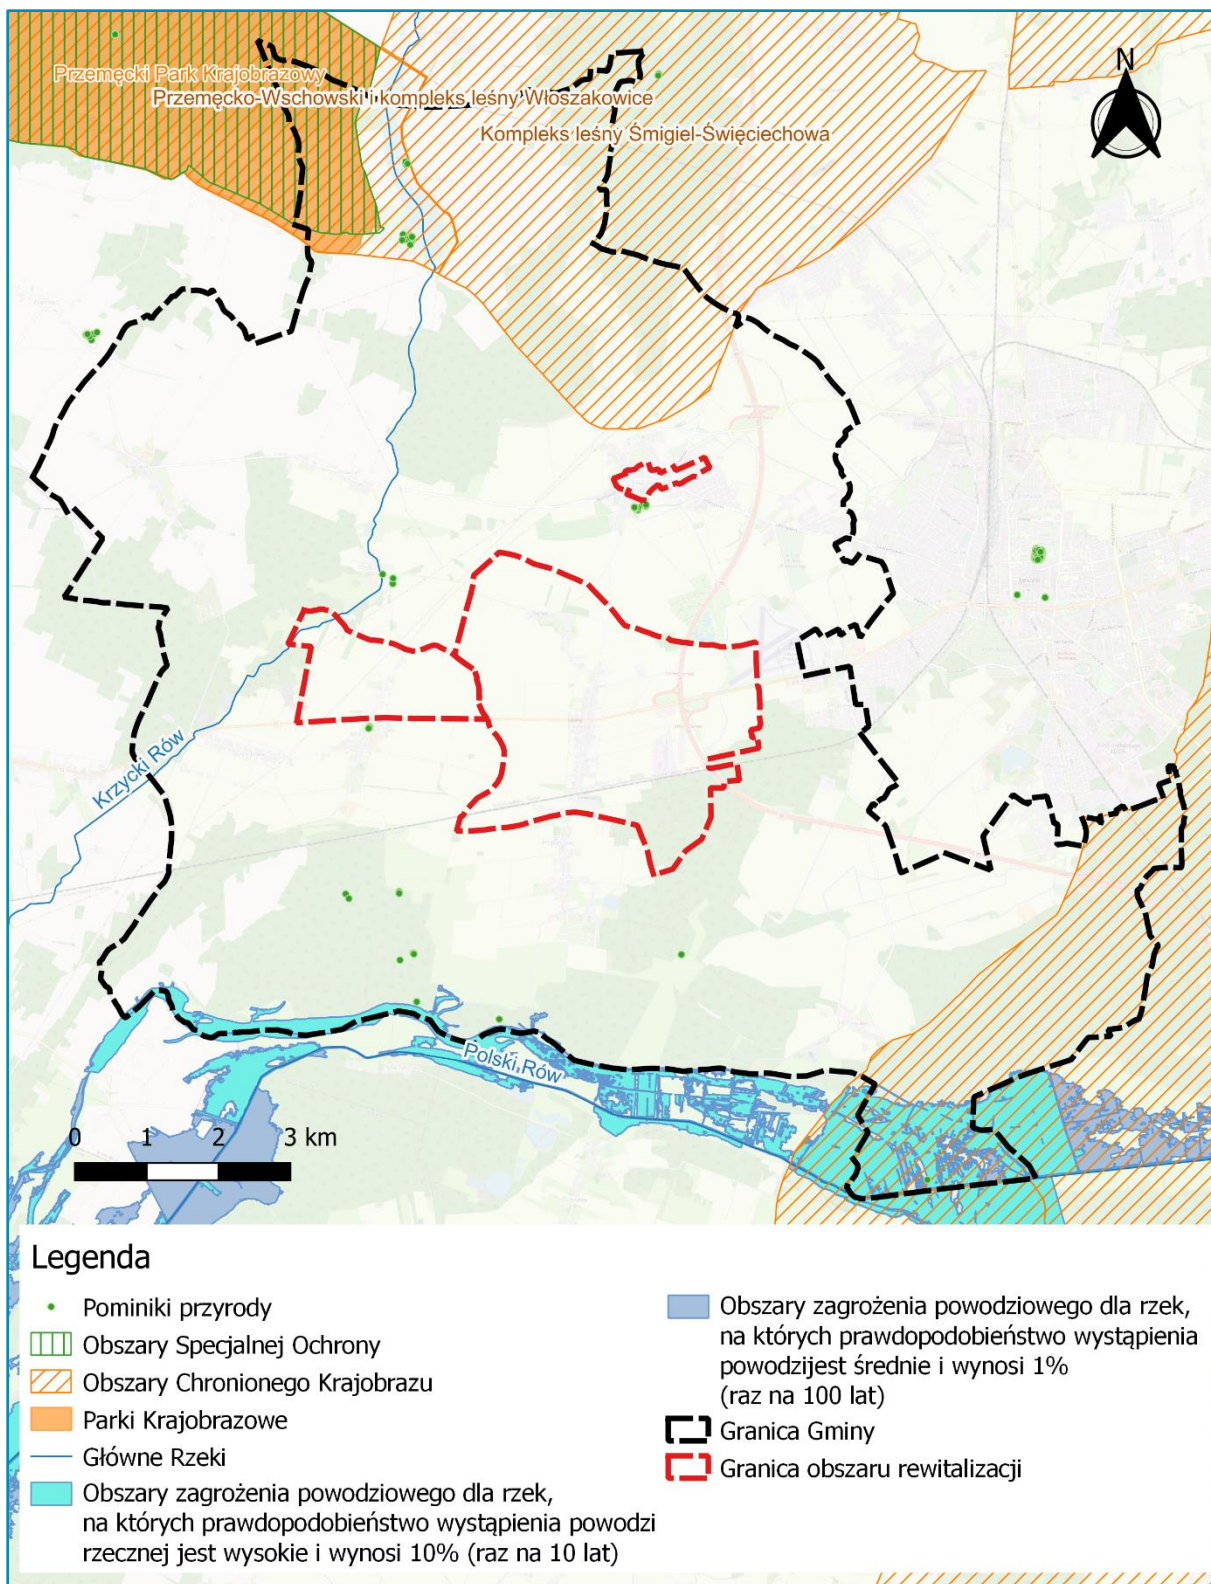 N
Przemęcki Park Krajobrazowy
Przemęcko-Wschowski i kompleks leśny Włoszakowice
Kompleks leśny Śmigiel-Święciechowa
Krzycki Rów
Polski Rów
0 1 2 3 km
Legenda
Pominiki przyrody
Obszary Specjalnej Ochrony
Obszary Chronionego Krajobrazu
Parki Krajobrazowe
Główne Rzeki
Obszary zagrożenia powodziowego dla rzek,
na których prawdopodobieństwo wystąpienia powodzi
rzecznej jest wysokie i wynosi 10% (raz na 10 lat)
Obszary zagrożenia powodziowego dla rzek,
na których prawdopodobieństwo wystąpienia
powodzijest średnie i wynosi 1%
(raz na 100 lat)
Granica Gminy
Granica obszaru rewitalizacji